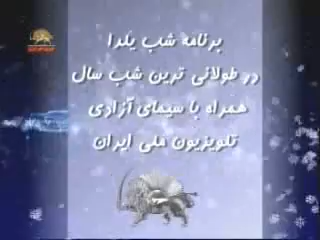 برنامه شب یلدا
در طولانی ترین شب سال
همراه با سیمای آزادی
تلویزیون ملی ایران